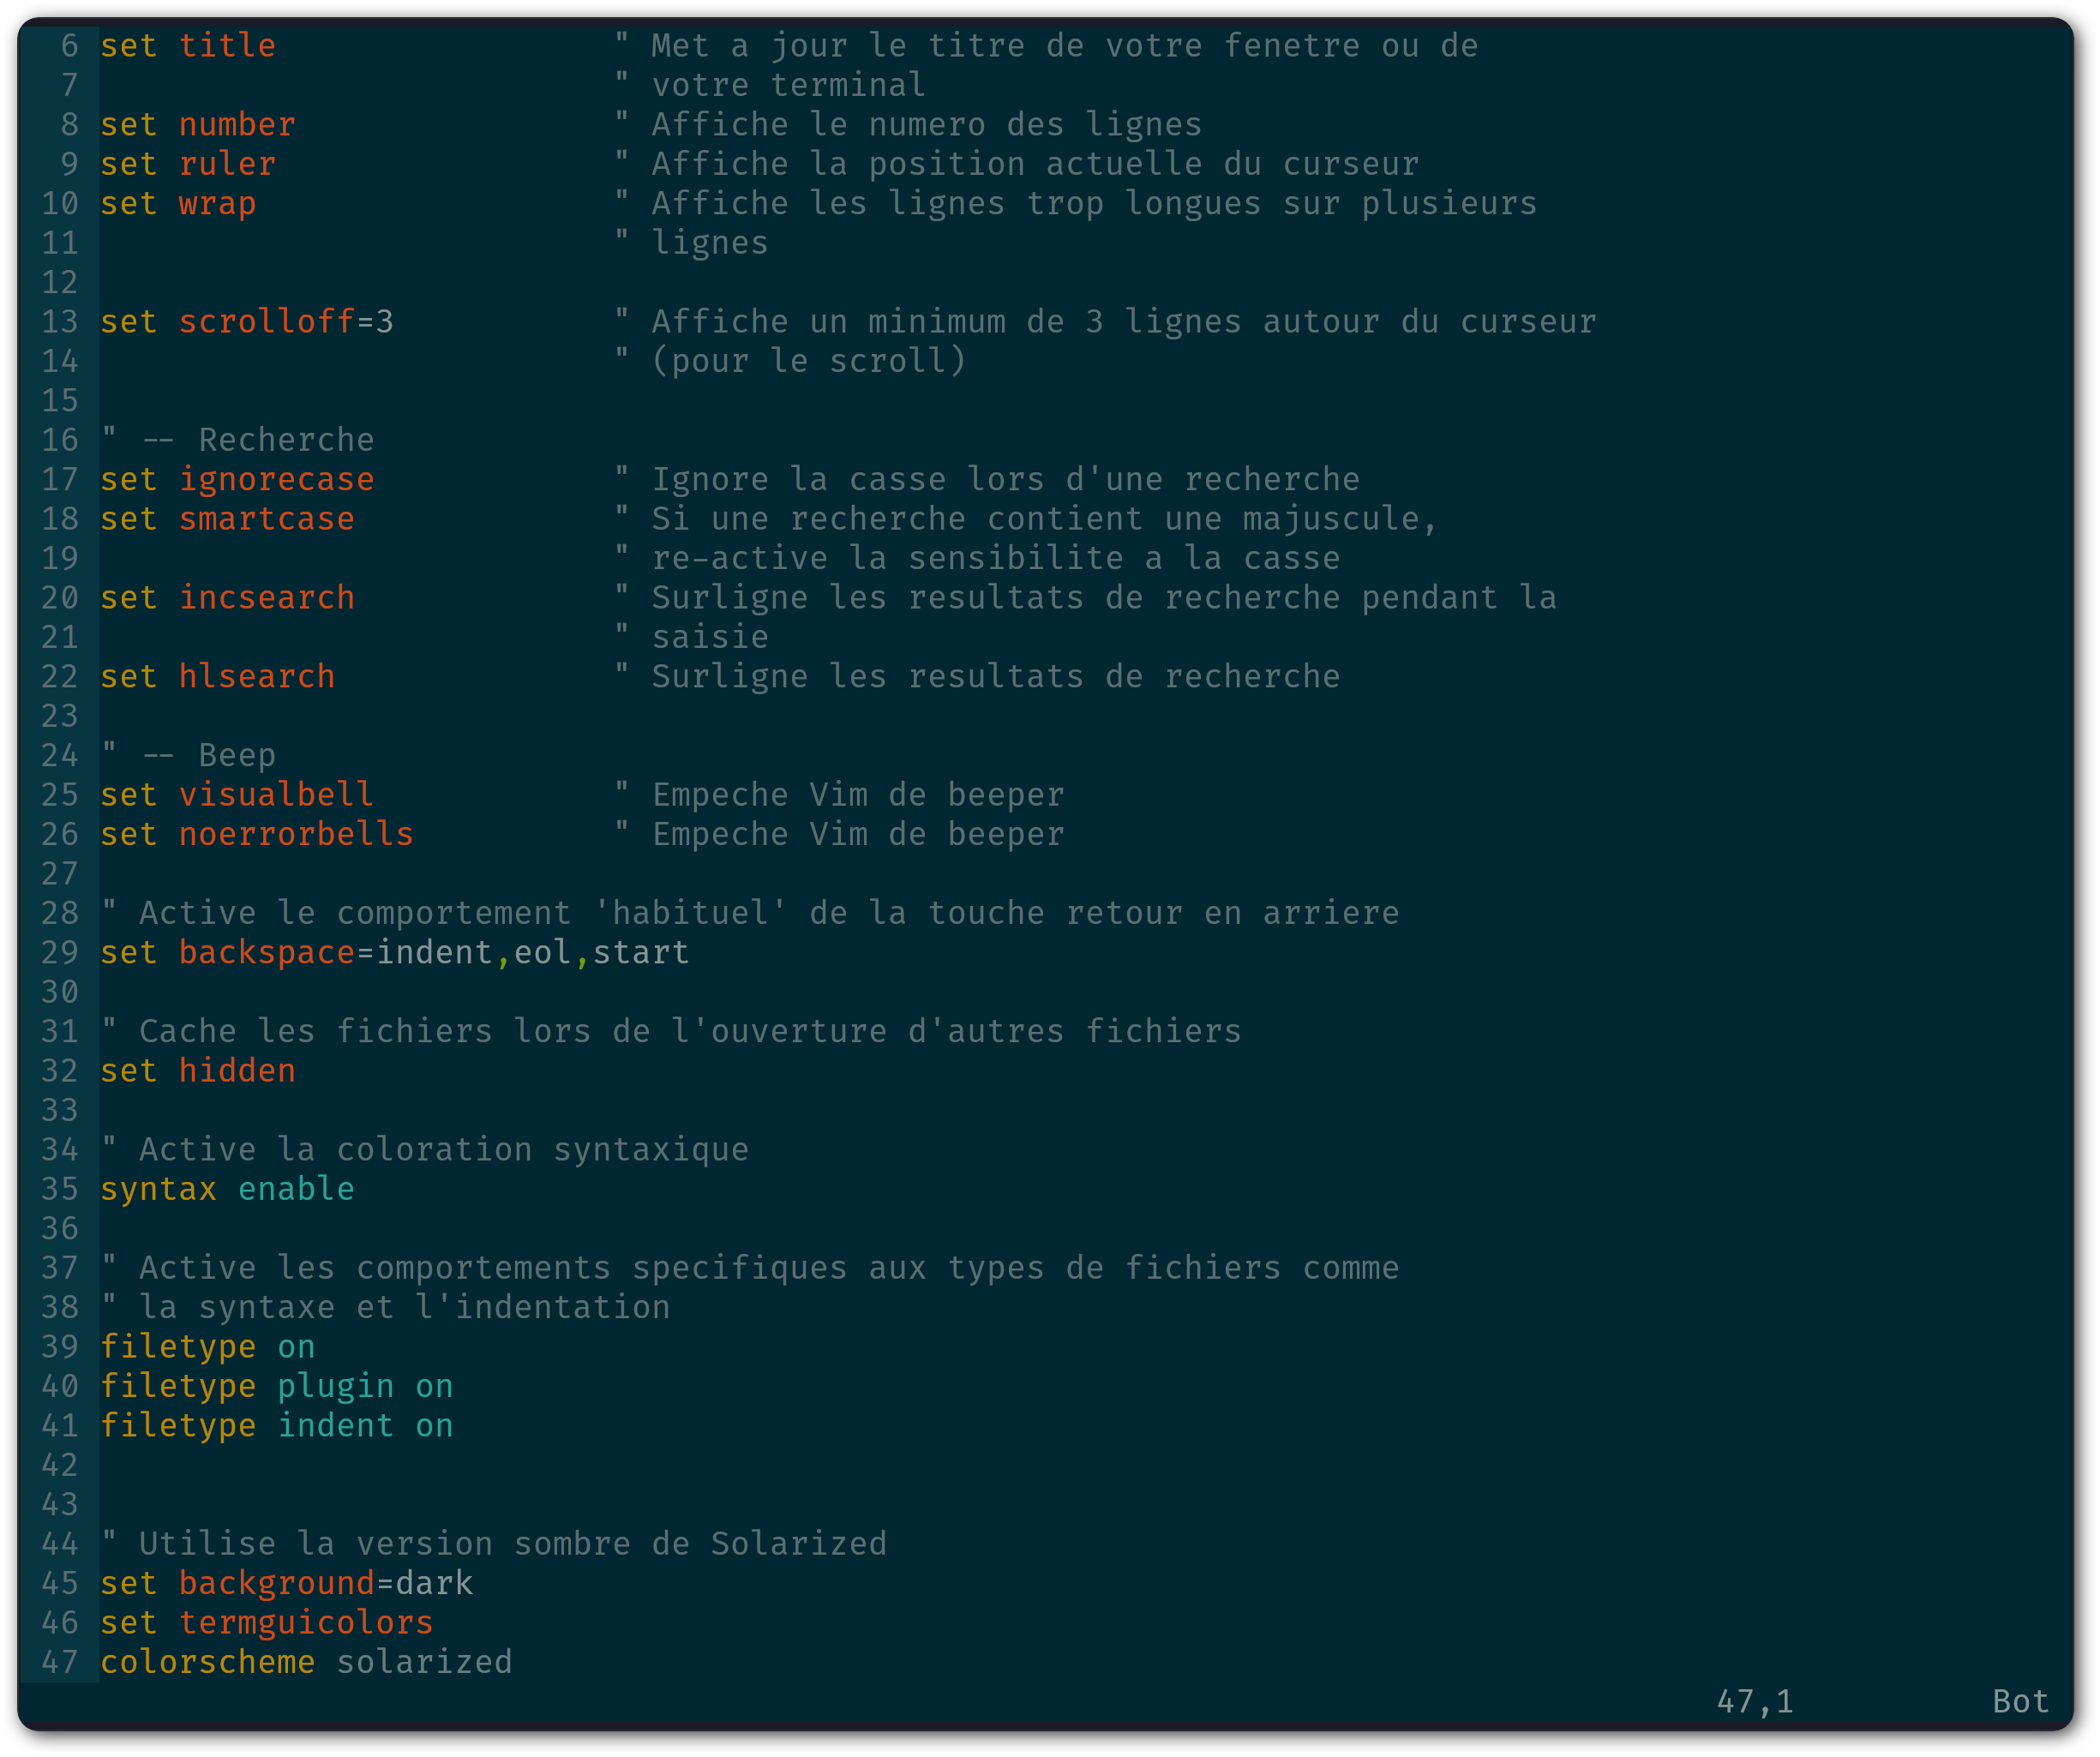 6 set title                 " Met a jour le titre de votre fenetre ou de
7                           " votre terminal
8 set number                " Affiche le numero des lignes
9 set ruler                 " Affiche la position actuelle du curseur
10 set wrap                  " Affiche les lignes trop longues sur plusieurs
11                           " lignes
12
13 set scrolloff=3           " Affiche un minimum de 3 lignes autour du curseur
14                           " (pour le scroll)
15
16 " -- Recherche
17 set ignorecase            " Ignore la casse lors d'une recherche
18 set smartcase             " Si une recherche contient une majuscule,
19                           " re-active la sensibilite a la casse
20 set incsearch             " Surligne les resultats de recherche pendant la
21                           " saisie
22 set hlsearch              " Surligne les resultats de recherche
23
24 " -- Beep
25 set visualbell            " Empeche Vim de beeper
26 set noerrorbells          " Empeche Vim de beeper
27
28 " Active le comportement 'habituel' de la touche retour en arriere
29 set backspace=indent,eol,start
30
31 " Cache les fichiers lors de l'ouverture d'autres fichiers
32 set hidden
33
34 " Active la coloration syntaxique
35 syntax enable
36
37 " Active les comportements specifiques aux types de fichiers comme
38 " la syntaxe et l'indentation
39 filetype on
40 filetype plugin on
41 filetype indent on
42
43
44 " Utilise la version sombre de Solarized
45 set background=dark
46 set termguicolors
47 colorscheme solarized
47,1          Bot